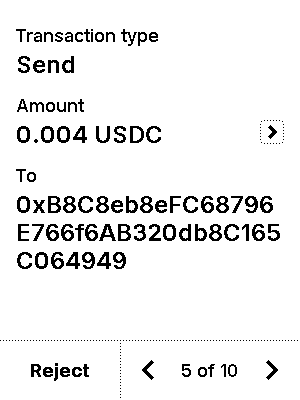 Transaction type
Send
Amount
0.004 USDC
To
0xB8C8eb8eFC68796
E766f6AB320db8C165
C064949
Reject
5 of 10